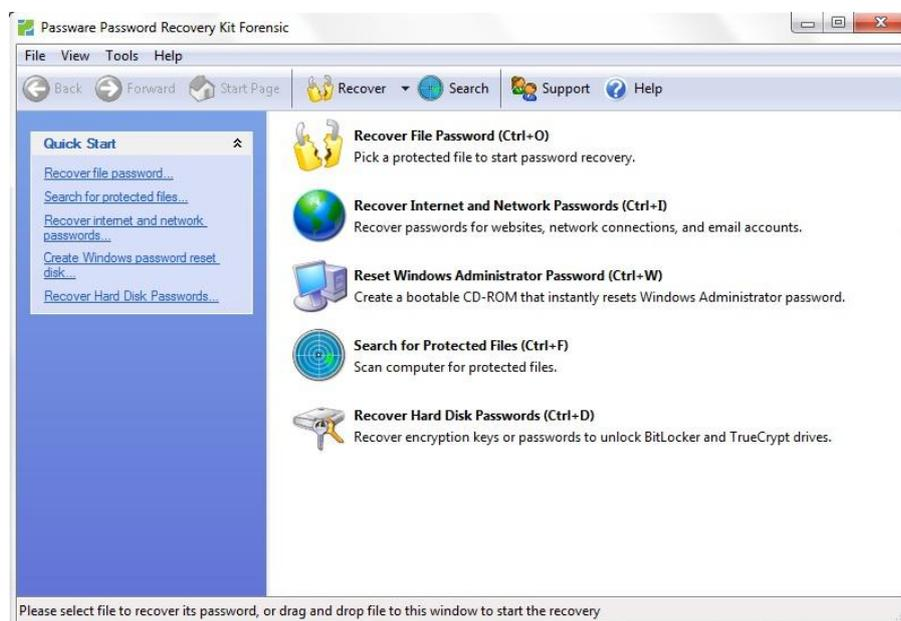 Passware Password Recovery Kit Forensic
File View Tools Help
Back Forward Start Page Recover Search Support Help
Quick Start
Recover file password...
Search for protected files...
Recover internet and network
passwords...
Create Windows password reset
disk...
Recover Hard Disk Passwords...
Recover File Password (Ctrl+O)
Pick a protected file to start password recovery.
Recover Internet and Network Passwords (Ctrl+I)
Recover passwords for websites, network connections, and email accounts.
Reset Windows Administrator Password (Ctrl+W)
Create a bootable CD-ROM that instantly resets Windows Administrator password.
Search for Protected Files (Ctrl+F)
Scan computer for protected files.
Recover Hard Disk Passwords (Ctrl+D)
Recover encryption keys or passwords to unlock BitLocker and TrueCrypt drives.
Please select file to recover its password, or drag and drop file to this window to start the recovery